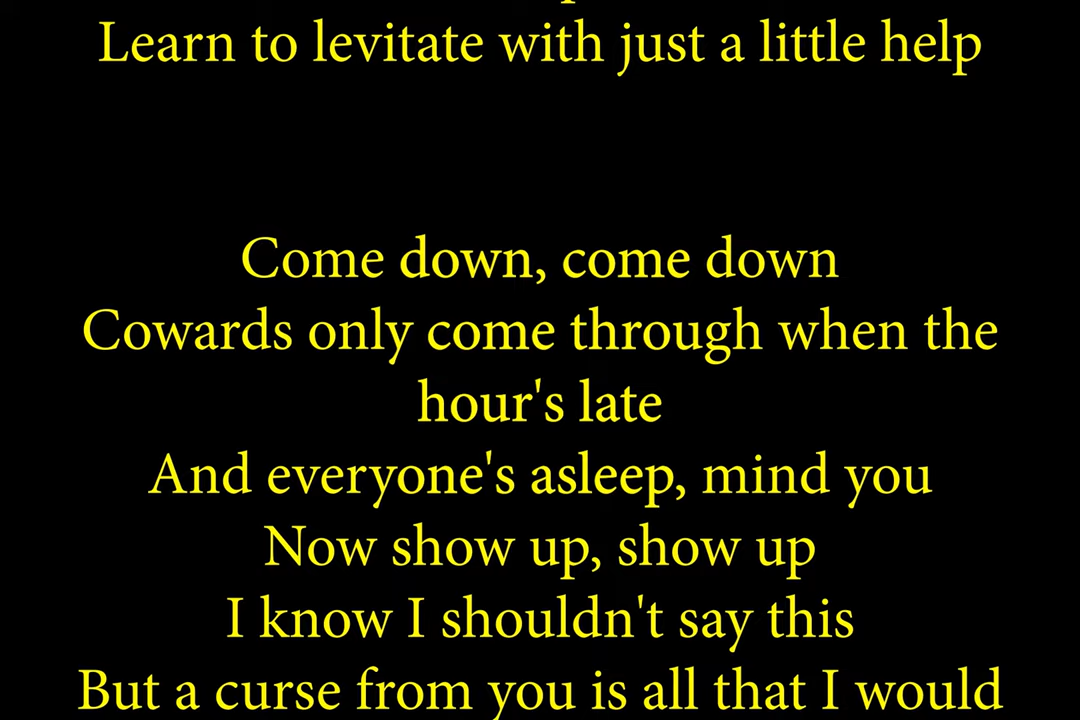 Learn to levitate with just a little help
Come down, come down
Cowards only come through when the
hour's late
And everyone's asleep, mind you
Now show up, show up
I know I shouldn't say this
But a curse from you is all that I would